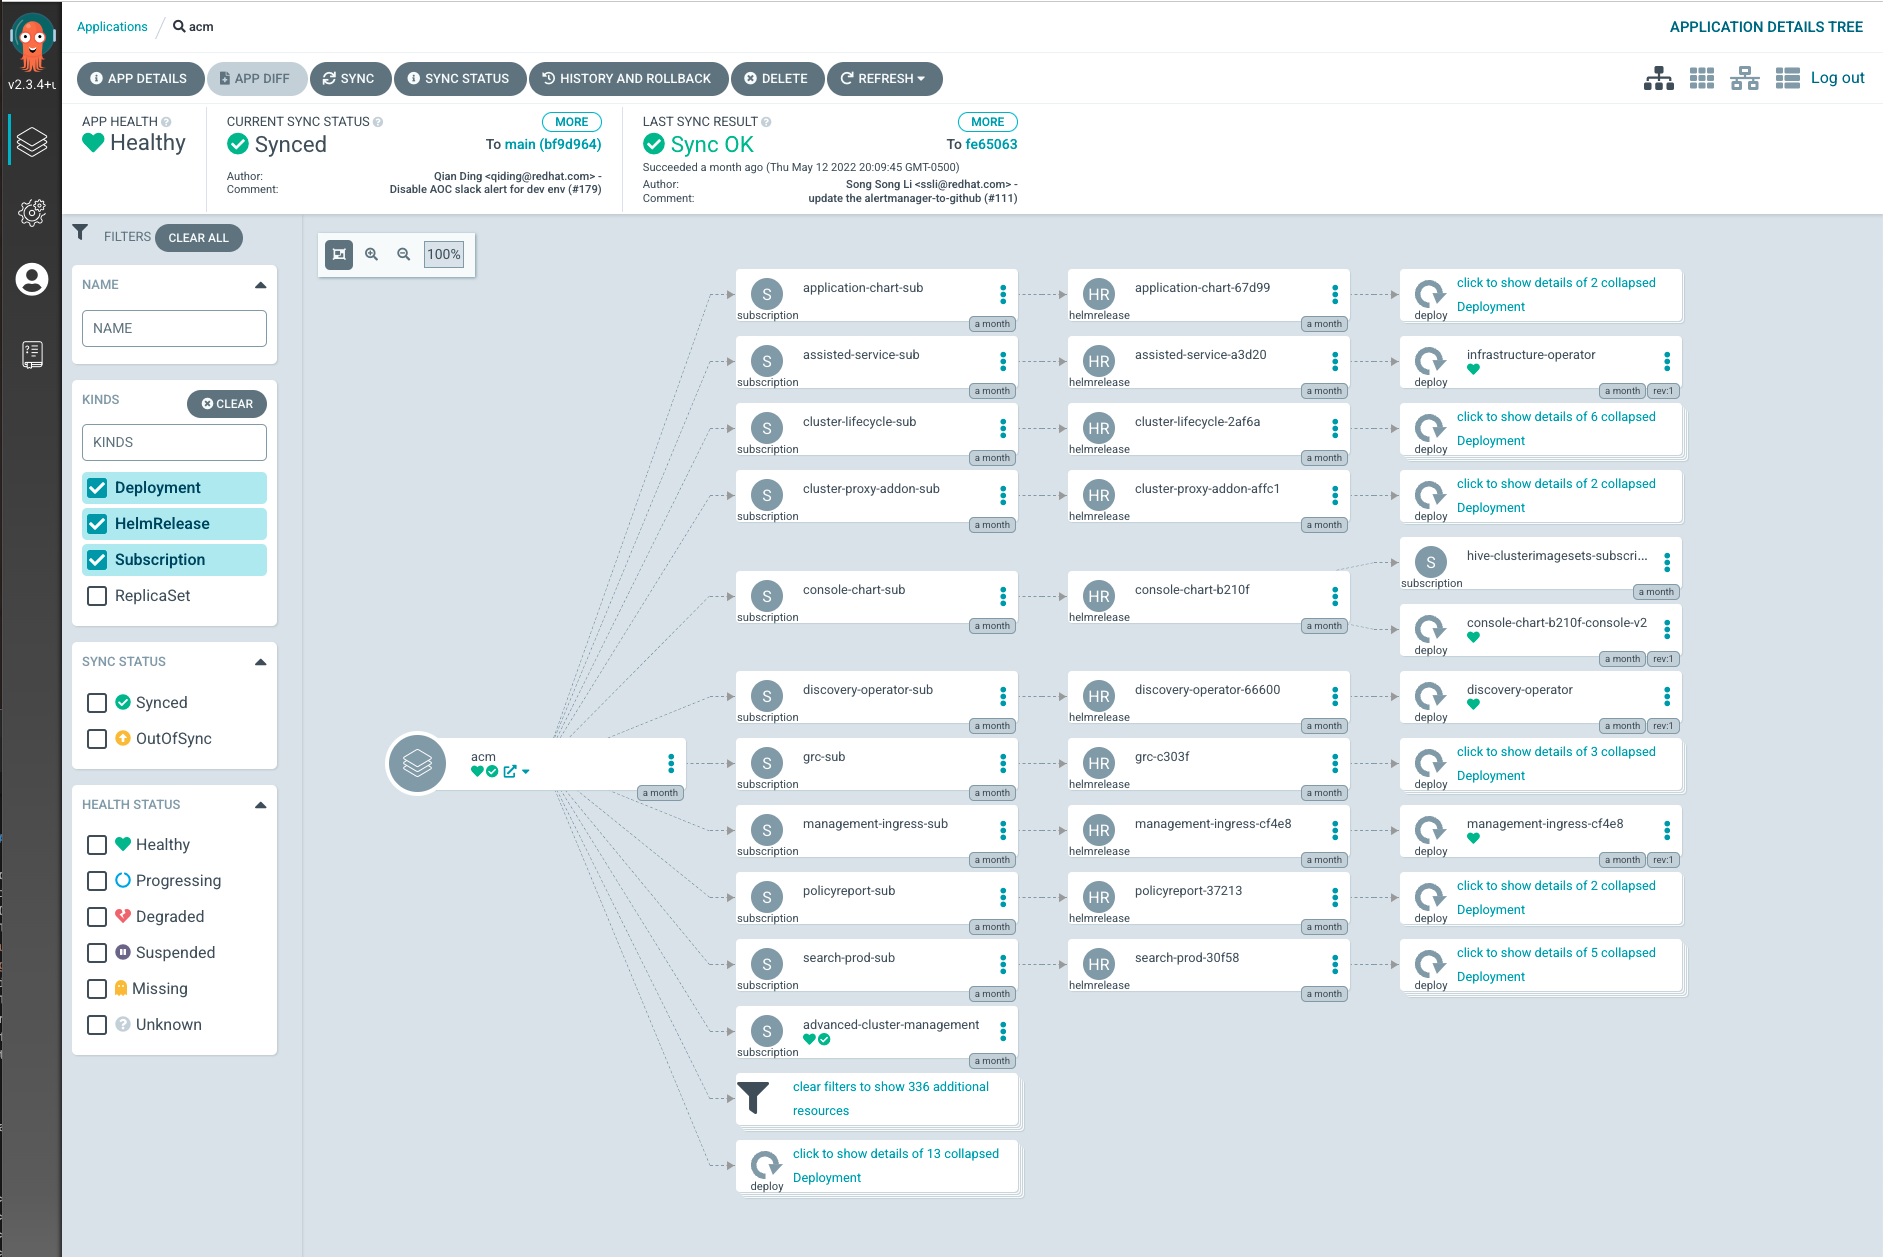 Applications / acm
APPLICATION DETAILS TREE
v2.3.4+
APP DETAILS
APP DIFF
SYNC
SYNC STATUS
HISTORY AND ROLLBACK
DELETE
REFRESH
Log out
APP HEALTH
Healthy
CURRENT SYNC STATUS
MORE
Synced
To main (bf9d964)
Author:
Qian Ding <qiding@redhat.com> -
Comment:
Disable AOC slack alert for dev env (#179)
LAST SYNC RESULT
MORE
Sync OK
To fe65063
Succeeded a month ago (Thu May 12 2022 20:09:45 GMT-0500)
Author:
Song Song Li <ssli@redhat.com> -
Comment:
update the alertmanager-to-github (#111)
FILTERS
CLEAR ALL
NAME
NAME
KINDS
CLEAR
KINDS
Deployment
HelmRelease
Subscription
ReplicaSet
SYNC STATUS
Synced
OutOfSync
HEALTH STATUS
Healthy
Progressing
Degraded
Suspended
Missing
Unknown
100%
acm
a month
S
application-chart-sub
subscription
a month
HR
application-chart-67d99
helmrelease
a month
click to show details of 2 collapsed
Deployment
deploy
S
assisted-service-sub
subscription
a month
HR
assisted-service-a3d20
helmrelease
a month
infrastructure-operator
deploy
a month
rev:1
S
cluster-lifecycle-sub
subscription
a month
HR
cluster-lifecycle-2af6a
helmrelease
a month
click to show details of 6 collapsed
Deployment
deploy
S
cluster-proxy-addon-sub
subscription
a month
HR
cluster-proxy-addon-affc1
helmrelease
a month
click to show details of 2 collapsed
Deployment
deploy
S
console-chart-sub
subscription
a month
HR
console-chart-b210f
helmrelease
a month
S
hive-clusterimagesets-subscri...
subscription
a month
console-chart-b210f-console-v2
deploy
a month
rev:1
S
discovery-operator-sub
subscription
a month
HR
discovery-operator-66600
helmrelease
a month
discovery-operator
deploy
a month
rev:1
S
grc-sub
subscription
a month
HR
grc-c303f
helmrelease
a month
click to show details of 3 collapsed
Deployment
deploy
S
management-ingress-sub
subscription
a month
HR
management-ingress-cf4e8
helmrelease
a month
management-ingress-cf4e8
deploy
a month
rev:1
S
policyreport-sub
subscription
a month
HR
policyreport-37213
helmrelease
a month
click to show details of 2 collapsed
Deployment
deploy
S
search-prod-sub
subscription
a month
HR
search-prod-30f58
helmrelease
a month
click to show details of 5 collapsed
Deployment
deploy
S
advanced-cluster-management
subscription
a month
clear filters to show 336 additional
resources
click to show details of 13 collapsed
Deployment
deploy